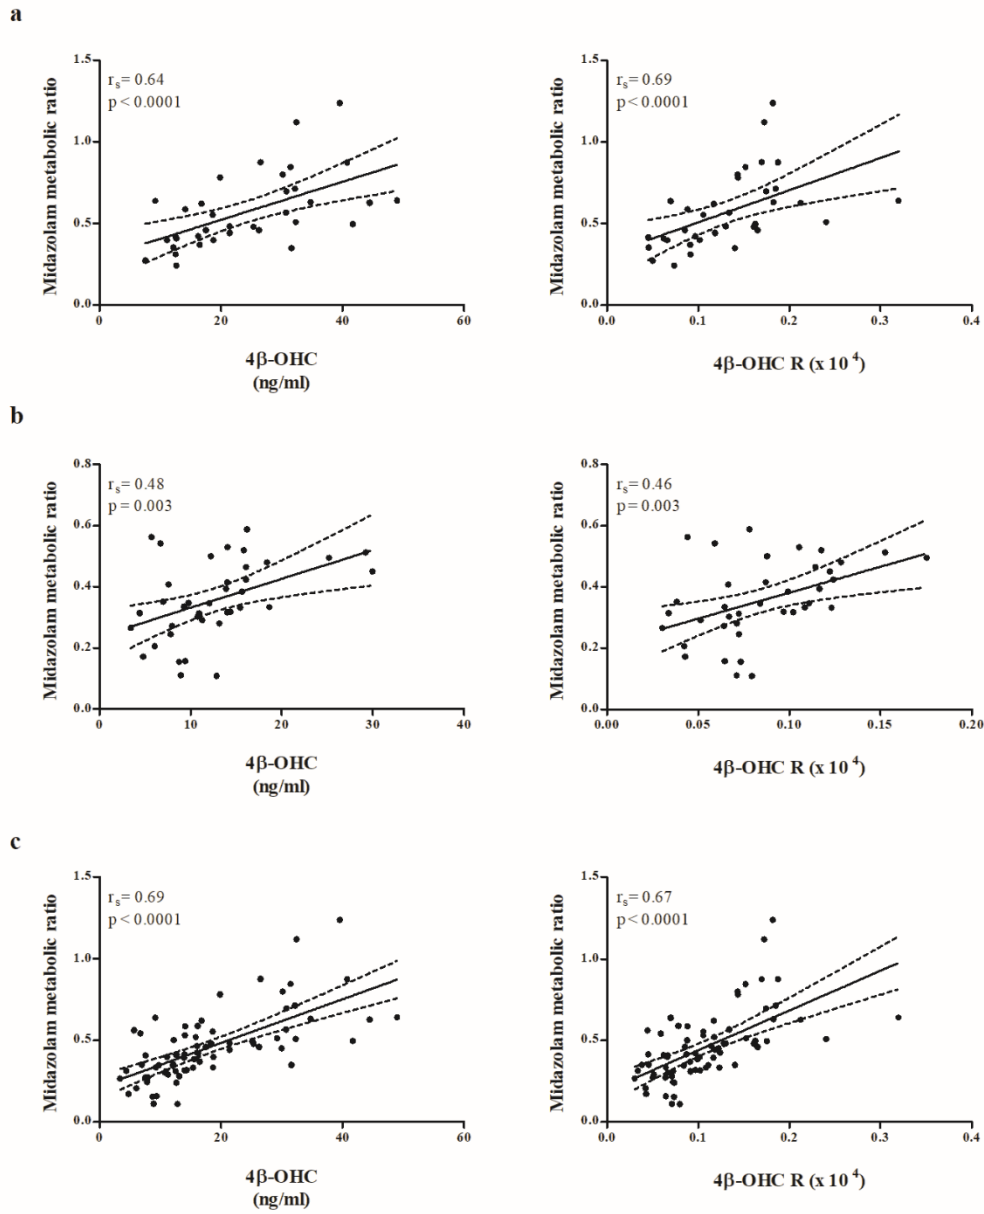 a
r_s = 0.64
p < 0.0001
Midazolam metabolic ratio
1.5
1.0
0.5
0.0
0 20 40 60
4β-OHC
(ng/ml)
r_s = 0.69
p < 0.0001
Midazolam metabolic ratio
1.5
1.0
0.5
0.0
0.0 0.1 0.2 0.3 0.4
4β-OHC R (x 10^4)
b
r_s = 0.48
p = 0.003
Midazolam metabolic ratio
0.8
0.6
0.4
0.2
0.0
0 10 20 30 40
4β-OHC
(ng/ml)
r_s = 0.46
p = 0.003
Midazolam metabolic ratio
0.8
0.6
0.4
0.2
0.0
0.00 0.05 0.10 0.15 0.20
4β-OHC R (x 10^4)
c
r_s = 0.69
p < 0.0001
Midazolam metabolic ratio
1.5
1.0
0.5
0.0
0 20 40 60
4β-OHC
(ng/ml)
r_s = 0.67
p < 0.0001
Midazolam metabolic ratio
1.5
1.0
0.5
0.0
0.0 0.1 0.2 0.3 0.4
4β-OHC R (x 10^4)